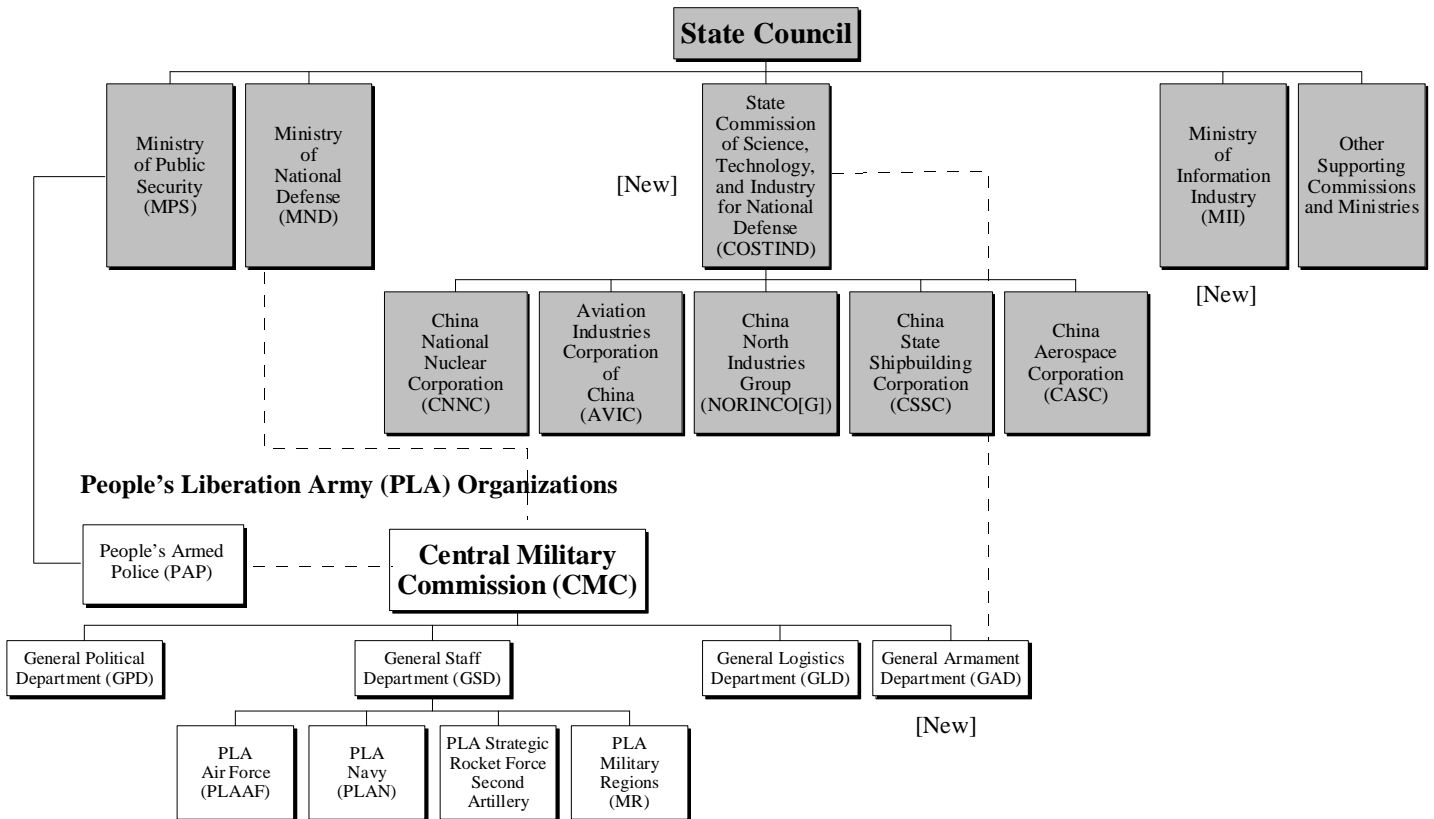 State Council
Ministry
of Public
Security
(MPS)
Ministry
of
National
Defense
(MND)
[New]
State
Commission
of Science,
Technology,
and Industry
for National
Defense
(COSTIND)
Ministry
of
Information
Industry
(MII)
[New]
Other
Supporting
Commissions
and Ministries
China
National
Nuclear
Corporation
(CNNC)
Aviation
Industries
Corporation
of
China
(AVIC)
China
North
Industries
Group
(NORINCO[G])
China
State
Shipbuilding
Corporation
(CSSC)
China
Aerospace
Corporation
(CASC)
People’s Liberation Army (PLA) Organizations
People’s Armed
Police (PAP)
Central Military
Commission (CMC)
General Political
Department (GPD)
General Staff
Department (GSD)
General Logistics
Department (GLD)
General Armament
Department (GAD)
[New]
PLA
Air Force
(PLAAF)
PLA
Navy
(PLAN)
PLA Strategic
Rocket Force
Second
Artillery
PLA
Military
Regions
(MR)